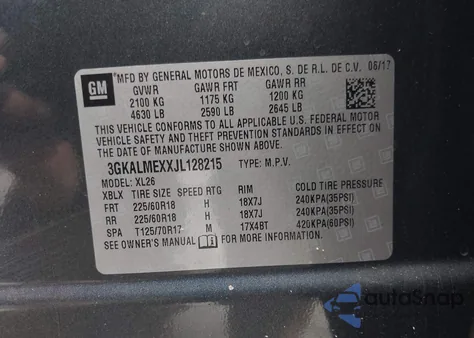 GM MFD BY GENERAL MOTORS DE MEXICO, S. DE R.L. DE C.V. 06/17
GVWR GAWR FRT GAWR RR
2100 KG 1175 KG 1200 KG
4630 LB 2590 LB 2645 LB
THIS VEHICLE CONFORMS TO ALL APPLICABLE U.S. FEDERAL MOTOR
VEHICLE SAFETY, BUMPER, AND THEFT PREVENTION STANDARDS
IN EFFECT ON THE DATE OF MANUFACTURE SHOWN ABOVE.
3GKALMEXXJL128215 TYPE: M.P.V.
MODEL: XL26
XBLX TIRE SIZE SPEED RTG RIM COLD TIRE PRESSURE
FRT 225/60R18 H 18X7J 240KPA(35PSI)
RR 225/60R18 H 18X7J 240KPA(35PSI)
SPA T125/70R17 M 17X4BT 420KPA(60PSI)
SEE OWNER'S MANUAL FOR MORE INFORMATION.
autoSnap